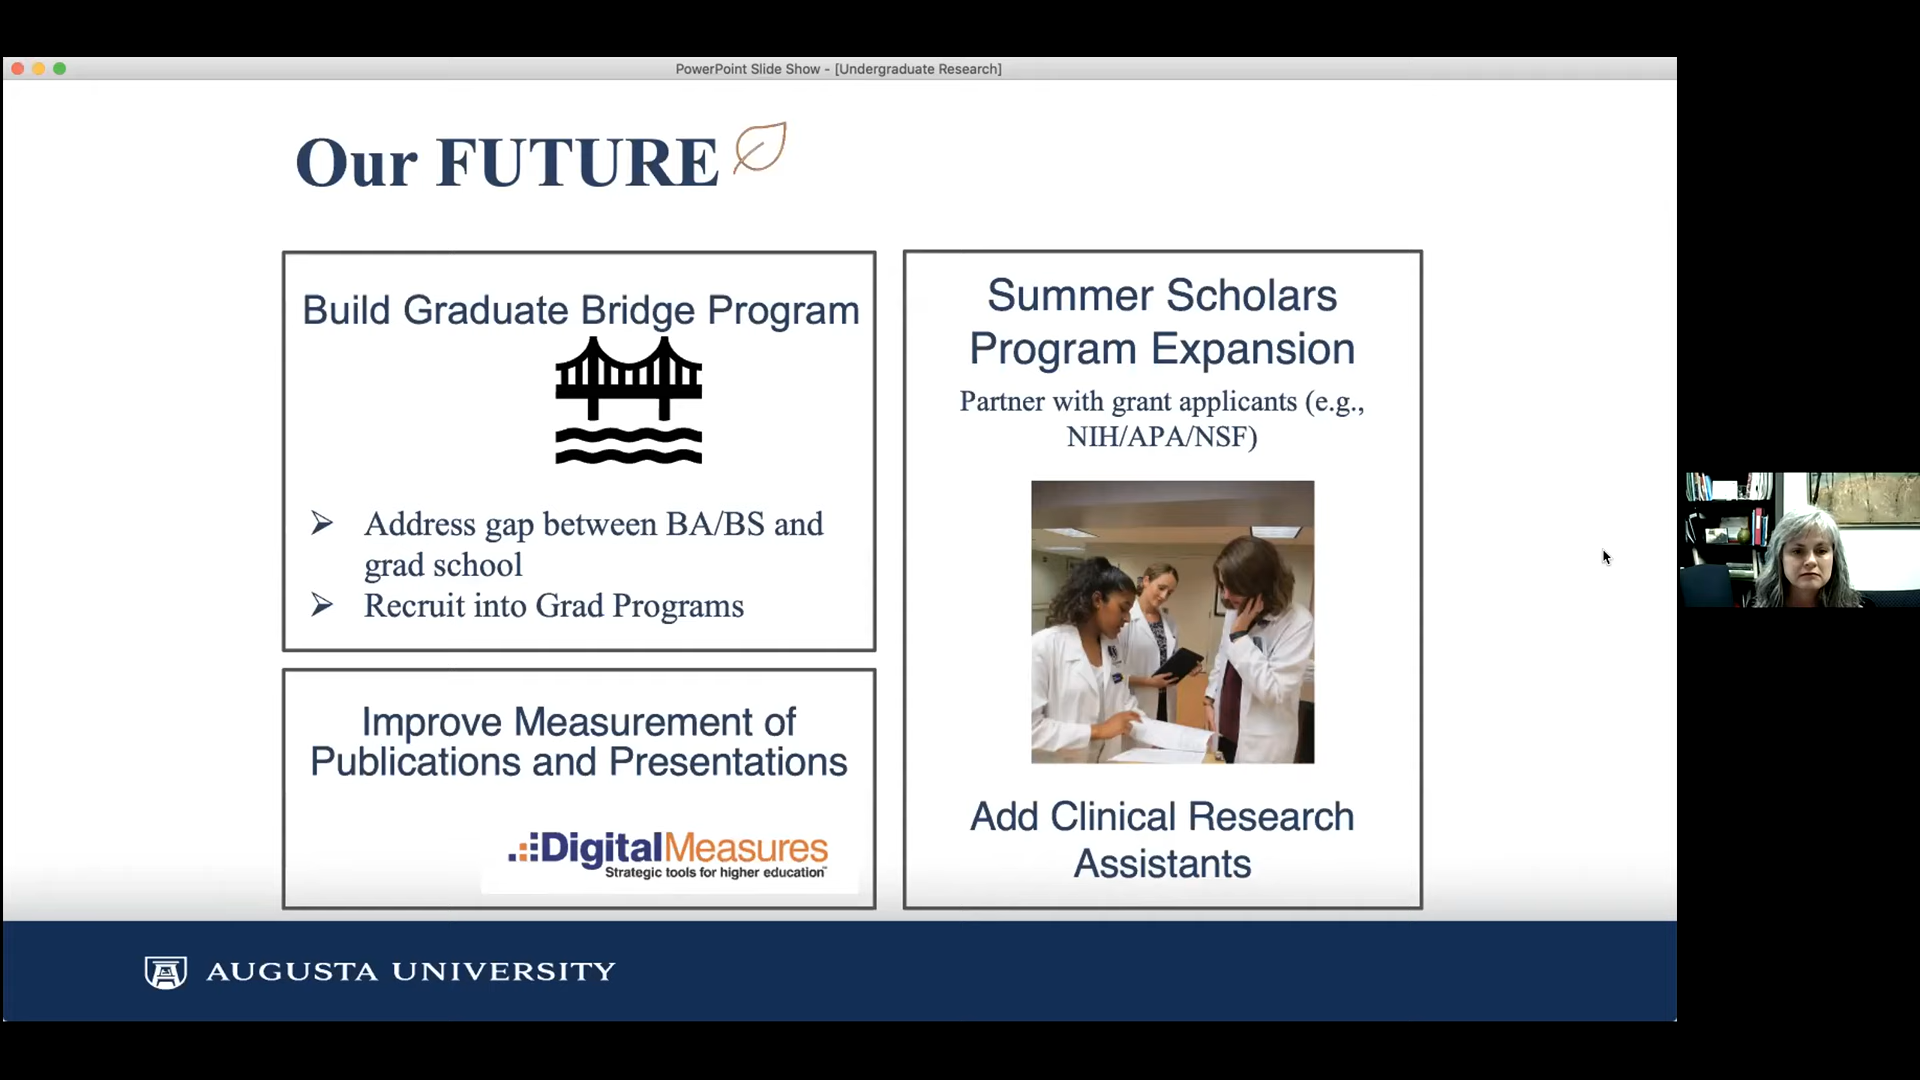 PowerPoint Slide Show - [Undergraduate Research]
Our FUTURE
Build Graduate Bridge Program
➢ Address gap between BA/BS and
grad school
➢ Recruit into Grad Programs
Improve Measurement of
Publications and Presentations
DigitalMeasures
Strategic tools for higher education™
Summer Scholars
Program Expansion
Partner with grant applicants (e.g.,
NIH/APA/NSF)
Add Clinical Research
Assistants
AUGUSTA UNIVERSITY